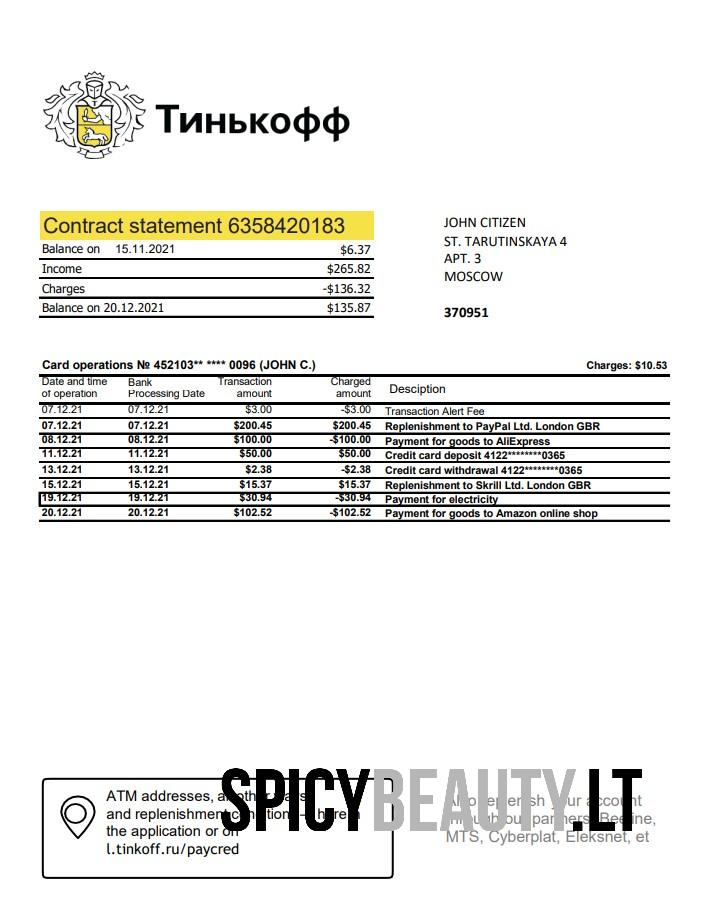 Тинькофф
Contract statement 6358420183
Balance on 15.11.2021 $6.37
Income $265.82
Charges -$136.32
Balance on 20.12.2021 $135.87
JOHN CITIZEN
ST. TARUTINSKAYA 4
APT. 3
MOSCOW
370951
Card operations № 452103** **** 0096 (JOHN C.) Charges: $10.53
Date and time of operation Bank Processing Date Transaction amount Charged amount Desciption
07.12.21 07.12.21 $3.00 -$3.00 Transaction Alert Fee
07.12.21 07.12.21 $200.45 $200.45 Replenishment to PayPal Ltd. London GBR
08.12.21 08.12.21 $100.00 -$100.00 Payment for goods to AliExpress
11.12.21 11.12.21 $50.00 $50.00 Credit card deposit 4122********0365
13.12.21 13.12.21 $2.38 -$2.38 Credit card withdrawal 4122********0365
15.12.21 15.12.21 $15.37 $15.37 Replenishment to Skrill Ltd. London GBR
19.12.21 19.12.21 $30.94 -$30.94 Payment for electricity
20.12.21 20.12.21 $102.52 -$102.52 Payment for goods to Amazon online shop
ATM addresses,
and replenishment
the application or on
l.tinkoff.ru/paycred
SPICYBEAUTY.LT
replenish your account
our partners:
MTS, Cyberplat, Eleksnet, et